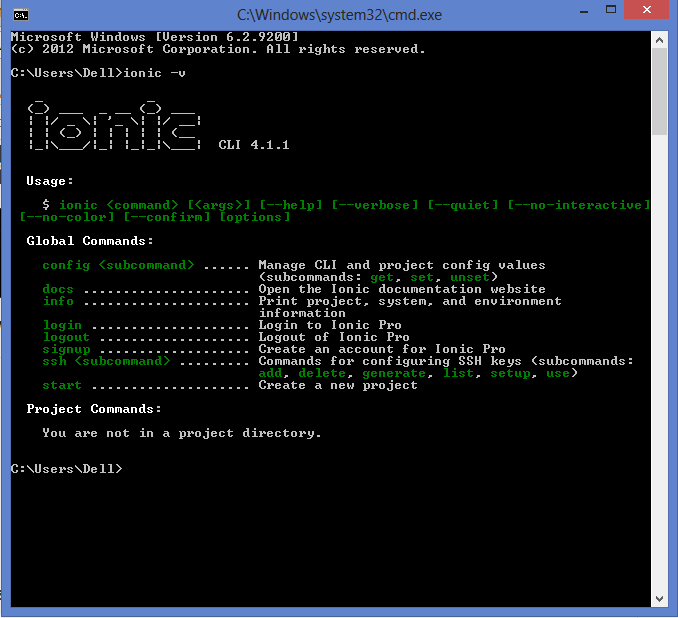 C:\Windows\system32\cmd.exe
Microsoft Windows [Version 6.2.9200]
(c) 2012 Microsoft Corporation. All rights reserved.
C:\Users\Dell>ionic -v
ionic CLI 4.1.1
Usage:
$ ionic <command> [<args>] [--help] [--verbose] [--quiet] [--no-interactive]
[--no-color] [--confirm] [options]
Global Commands:
config <subcommand> ...... Manage CLI and project config values
(subcommands: get, set, unset)
docs ..................... Open the Ionic documentation website
info ..................... Print project, system, and environment
information
login .................... Login to Ionic Pro
logout ................... Logout of Ionic Pro
signup ................... Create an account for Ionic Pro
ssh <subcommand> ......... Commands for configuring SSH keys (subcommands:
add, delete, generate, list, setup, use)
start .................... Create a new project
Project Commands:
You are not in a project directory.
C:\Users\Dell>